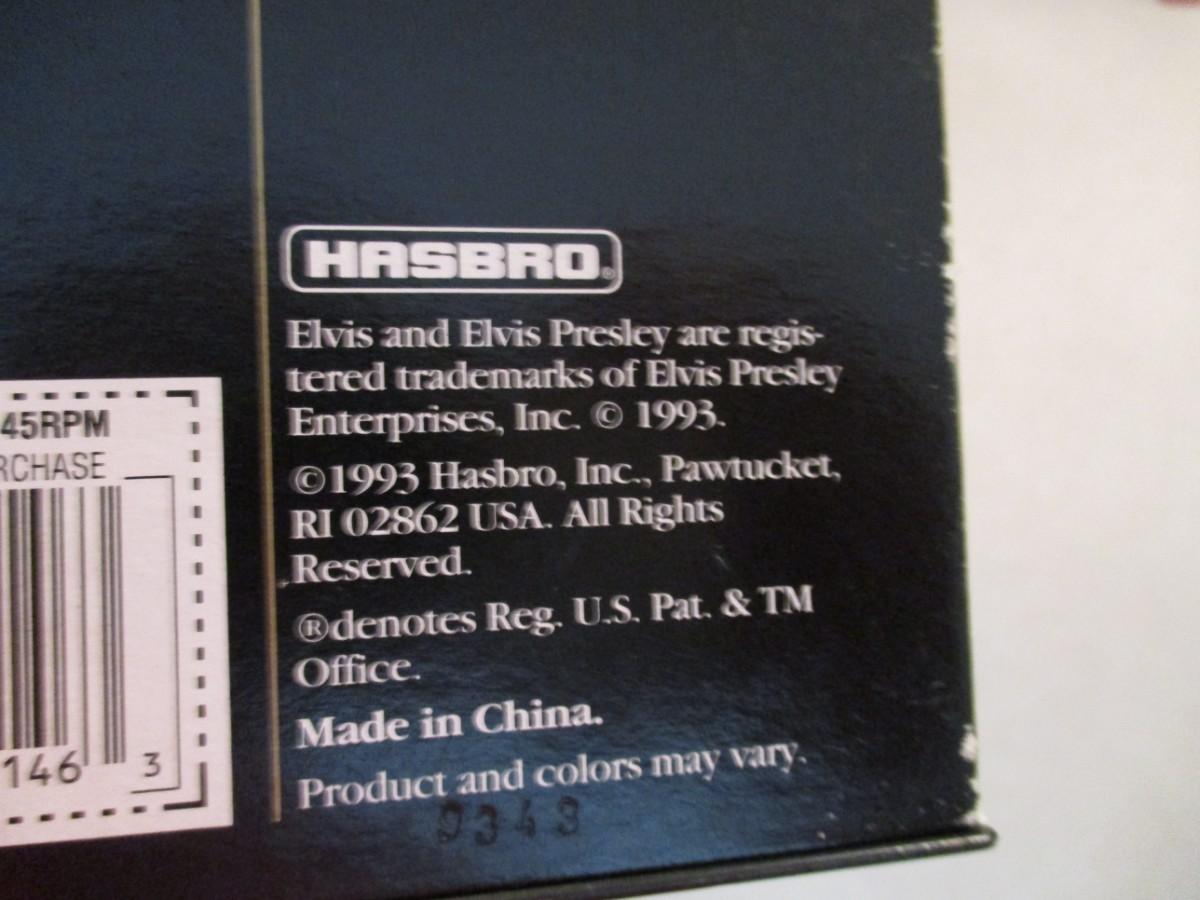 HASBRO®
Elvis and Elvis Presley are regis-
tered trademarks of Elvis Presley
Enterprises, Inc. © 1993.
©1993 Hasbro, Inc., Pawtucket,
RI 02862 USA. All Rights
Reserved.
®denotes Reg. U.S. Pat. & TM
Office.
Made in China.
Product and colors may vary.
9343
45RPM
RCHASE
146 3